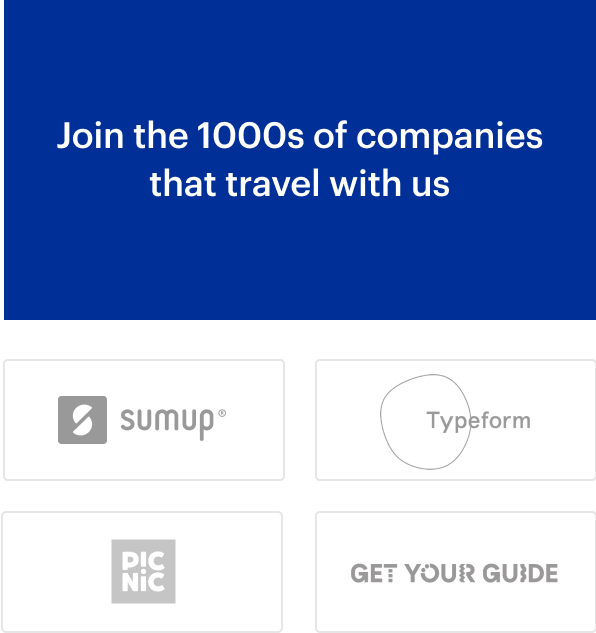 Join the 1000s of companies
that travel with us
sumup®
Typeform
PiC
NiC
GET YOUR GUIDE